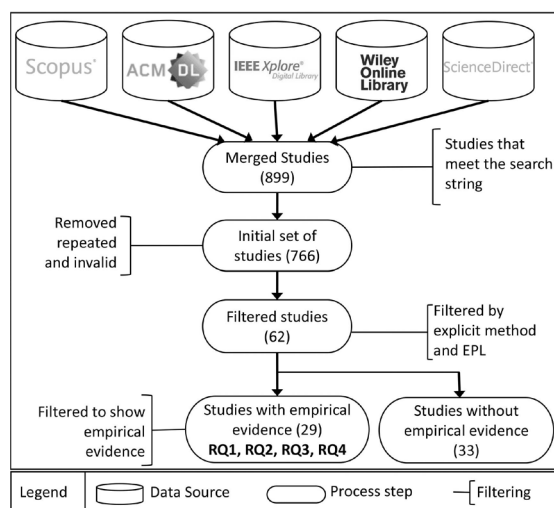 Scopus®
ACM DL
IEEE Xplore®
Digital Library
Wiley
Online
Library
ScienceDirect®
Merged Studies
(899)
Studies that
meet the search
string
Removed
repeated
and invalid
Initial set of
studies (766)
Filtered studies
(62)
Filtered by
explicit method
and EPL
Filtered to show
empirical
evidence
Studies with empirical
evidence (29)
RQ1, RQ2, RQ3, RQ4
Studies without
empirical evidence
(33)
Legend
Data Source
Process step
Filtering